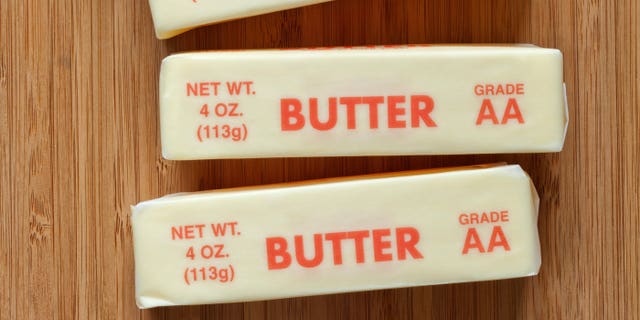 NET WT.
4 OZ.
(113g)
BUTTER
GRADE
AA
NET WT.
4 OZ.
(113g)
BUTTER
GRADE
AA